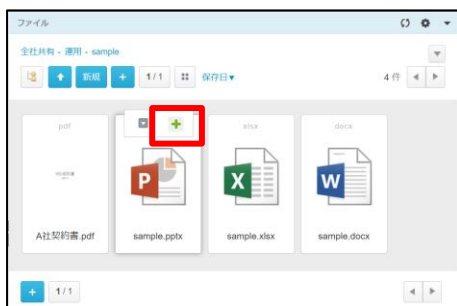 ファイル
全社共有 - 運用 - sample
新規
1/1
保存日▼
4 件
pdf
xlsx
docx
P
X
W
A社契約書.pdf
sample.pptx
sample.xlsx
sample.docx
1/1